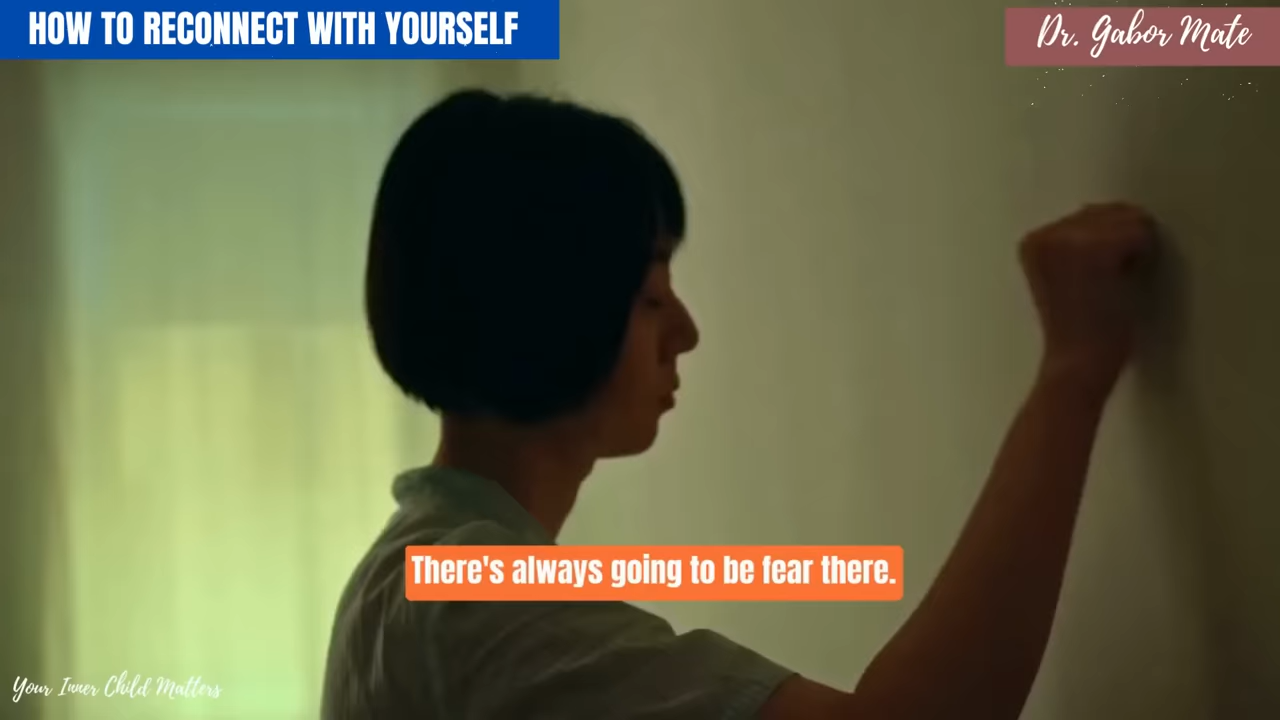 HOW TO RECONNECT WITH YOURSELF
Dr. Gabor Mate
There's always going to be fear there.
Your Inner Child Matters